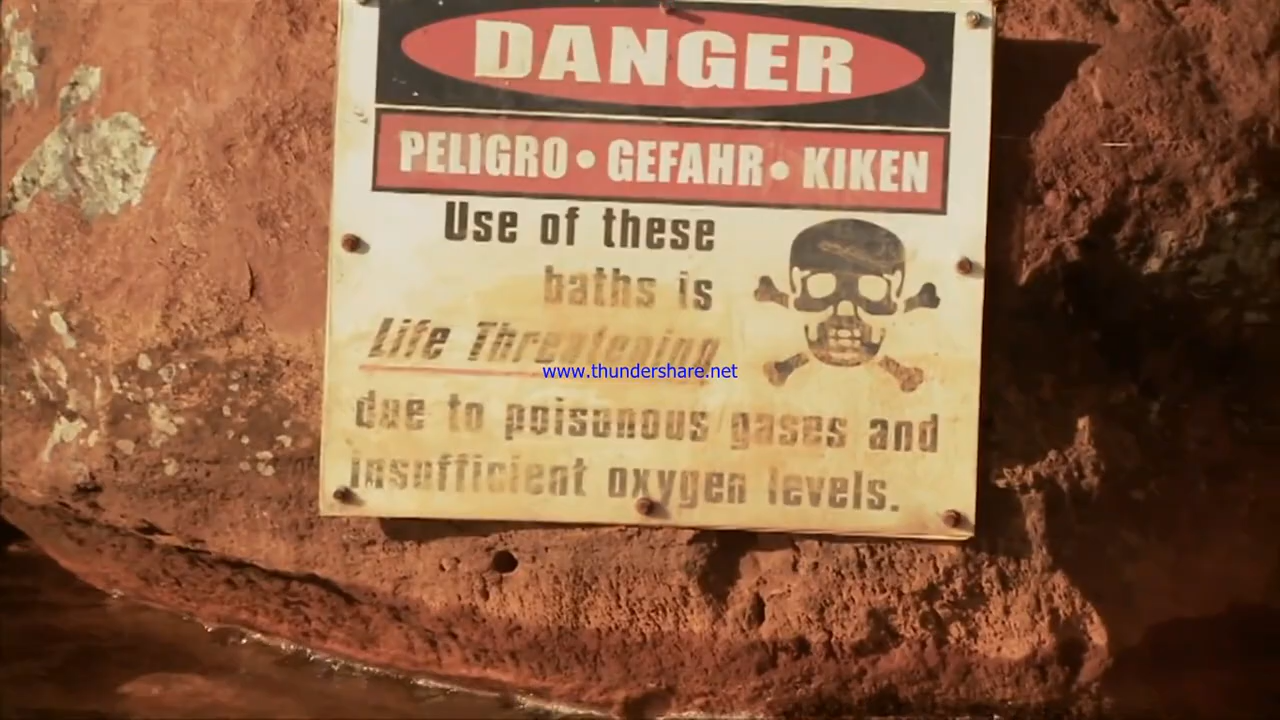 DANGER
PELIGRO • GEFAHR • KIKEN
Use of these
baths is
Life Threatening
www.thundershare.net
due to poisonous gases and
insufficient oxygen levels.